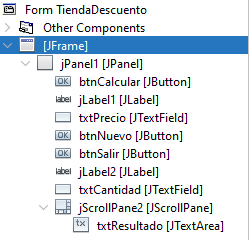 Form TiendaDescuento
Other Components
[JFrame]
jPanel1 [JPanel]
OK btnCalcular [JButton]
label jLabel1 [JLabel]
txtPrecio [JTextField]
OK btnNuevo [JButton]
OK btnSalir [JButton]
label jLabel2 [JLabel]
txtCantidad [JTextField]
jScrollPane2 [JScrollPane]
tx txtResultado [JTextArea]